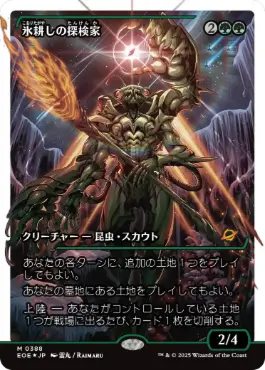 氷耕しの探検家
2
クリーチャー ― 昆虫・スカウト
あなたの各ターンに、追加の土地1つをプレイしてもよい。
あなたの墓地にある土地をプレイしてもよい。
上陸 ― あなたがコントロールしている土地1つが戦場に出るたび、カード1枚を切削する。
2/4
M 0388
EOE JP RAIMARU
™ & © 2025 Wizards of the Coast